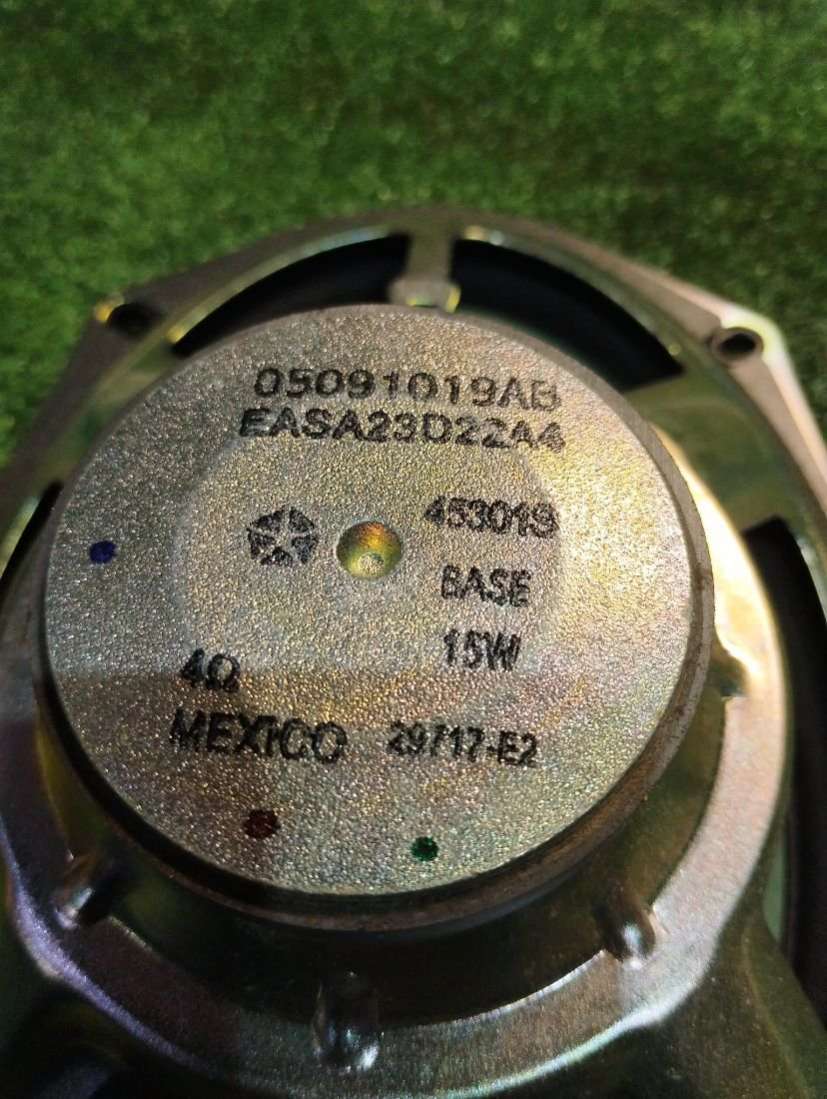 05091019AB
EASA23D22A4
453019
BASE
15W
4Ω
MEXICO 29717-E2